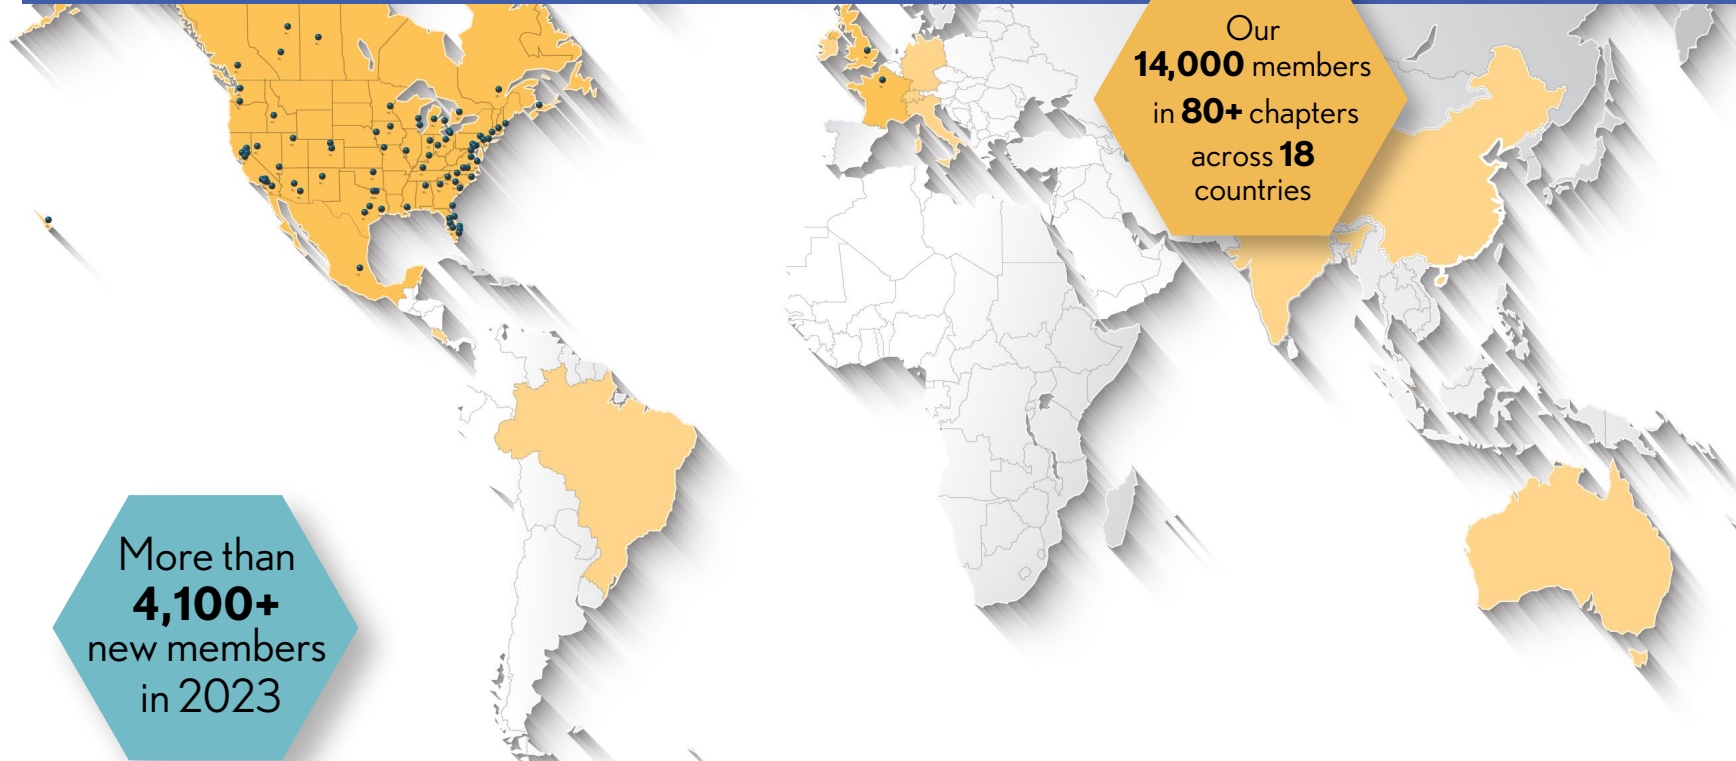 Our
14,000 members
in 80+ chapters
across 18
countries
More than
4,100+
new members
in 2023